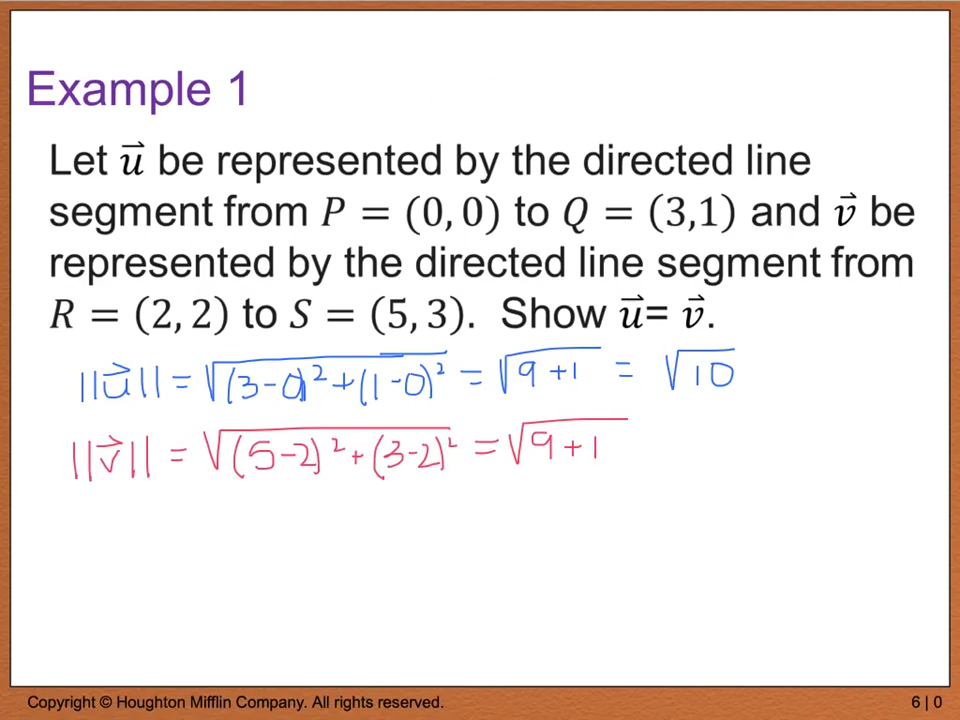 Example 1
Let u⃗ be represented by the directed line
segment from P = (0, 0) to Q = (3,1) and v⃗ be
represented by the directed line segment from
R = (2, 2) to S = (5, 3). Show u⃗= v⃗.
||u⃗|| = √((3-0)² + (1-0)²) = √(9+1) = √10
||v⃗|| = √((5-2)² + (3-2)²) = √(9+1)
Copyright © Houghton Mifflin Company. All rights reserved. 6 | 0